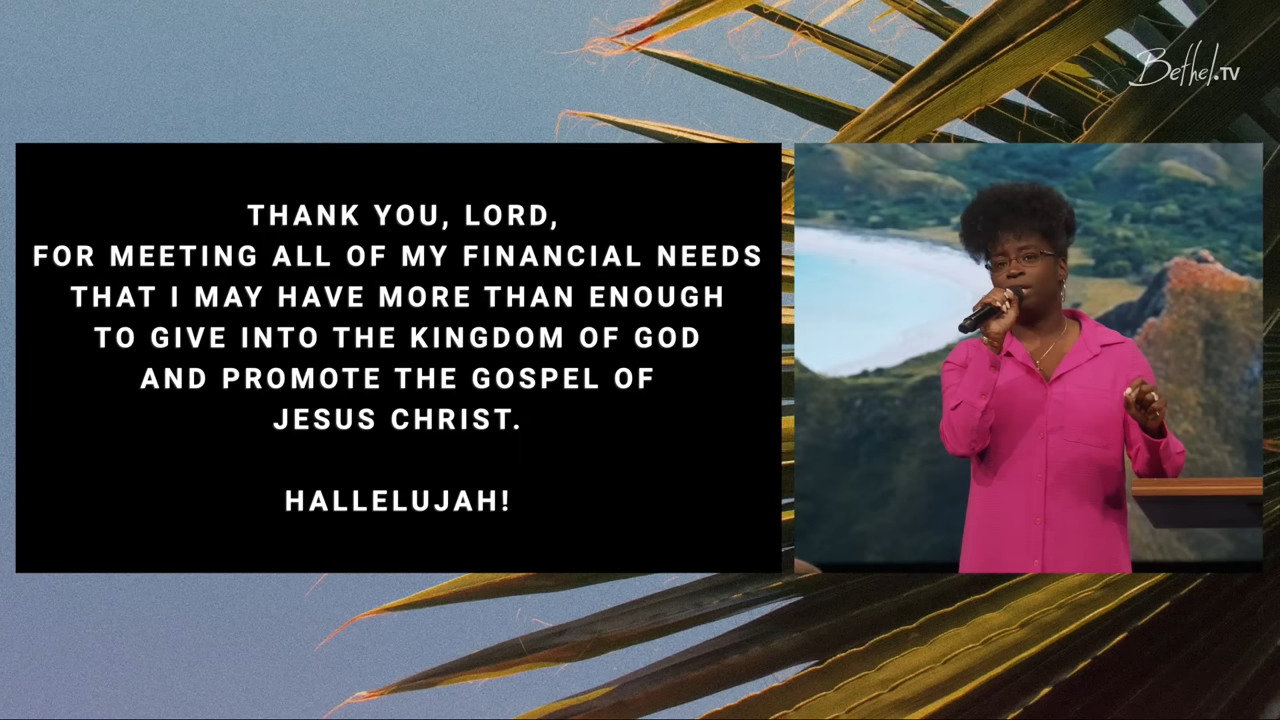 Bethel.TV
THANK YOU, LORD,
FOR MEETING ALL OF MY FINANCIAL NEEDS
THAT I MAY HAVE MORE THAN ENOUGH
TO GIVE INTO THE KINGDOM OF GOD
AND PROMOTE THE GOSPEL OF
JESUS CHRIST.
HALLELUJAH!